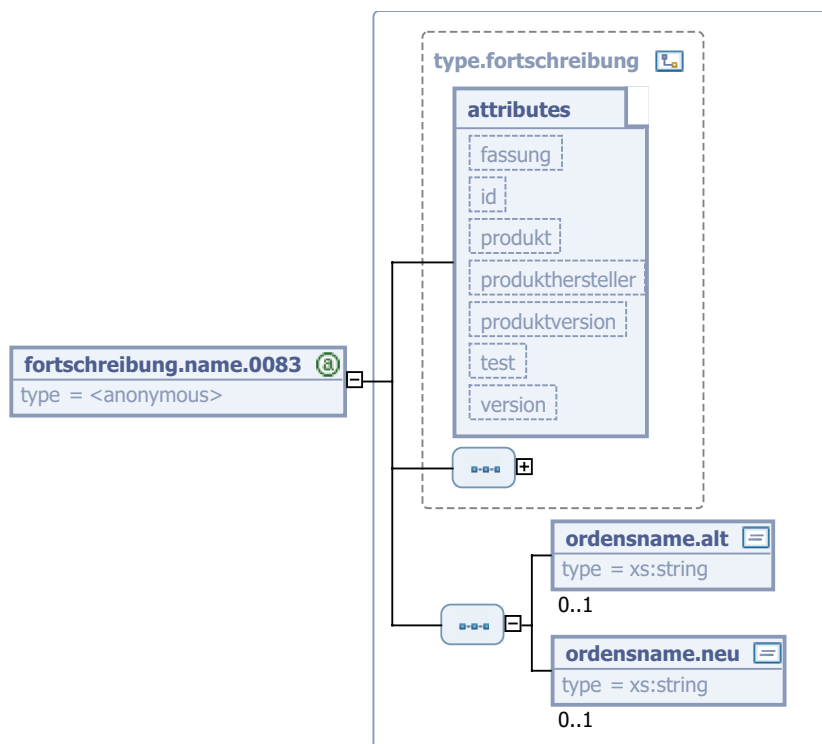 type.fortschreibung
attributes
fassung
id
produkt
produkthersteller
produktversion
test
version
fortschreibung.name.0083 @
type = <anonymous>
ordensname.alt
type = xs:string
0..1
ordensname.neu
type = xs:string
0..1